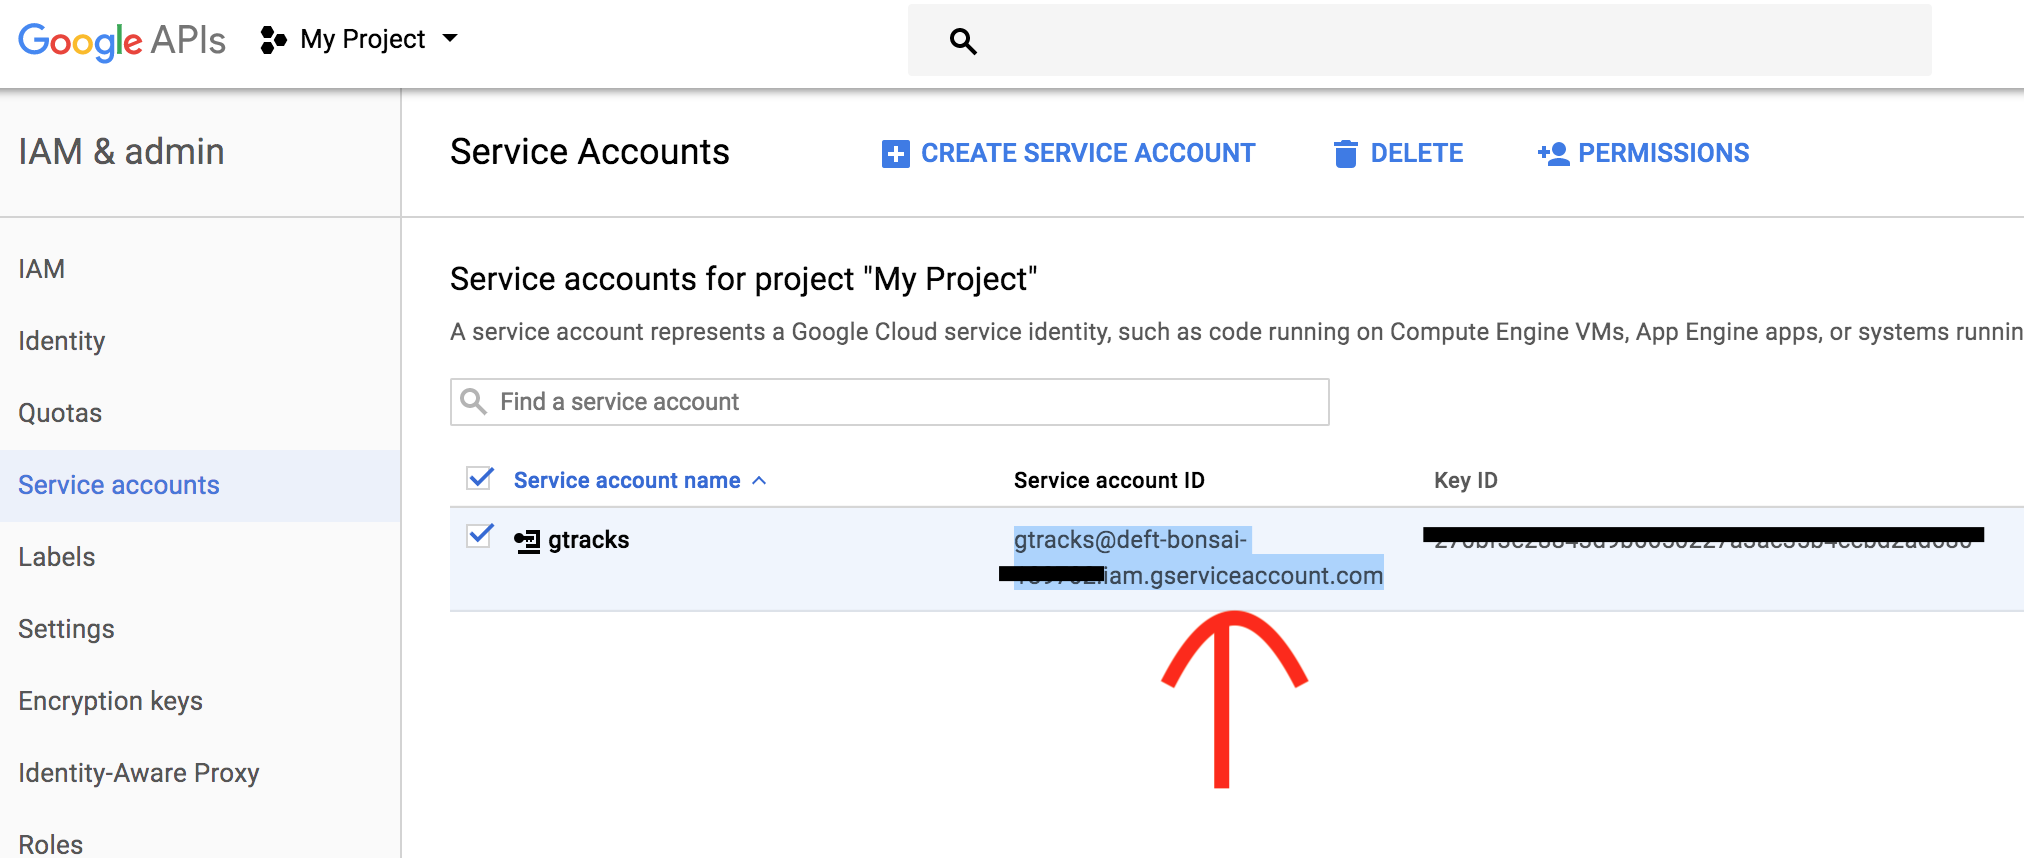 Google APIs My Project
IAM & admin
Service Accounts CREATE SERVICE ACCOUNT DELETE PERMISSIONS
IAM
Identity
Quotas
Service accounts
Labels
Settings
Encryption keys
Identity-Aware Proxy
Roles
Service accounts for project "My Project"
A service account represents a Google Cloud service identity, such as code running on Compute Engine VMs, App Engine apps, or systems runnin
Find a service account
Service account name Service account ID Key ID
gtracks gtracks@deft-bonsai-
.iam.gserviceaccount.com